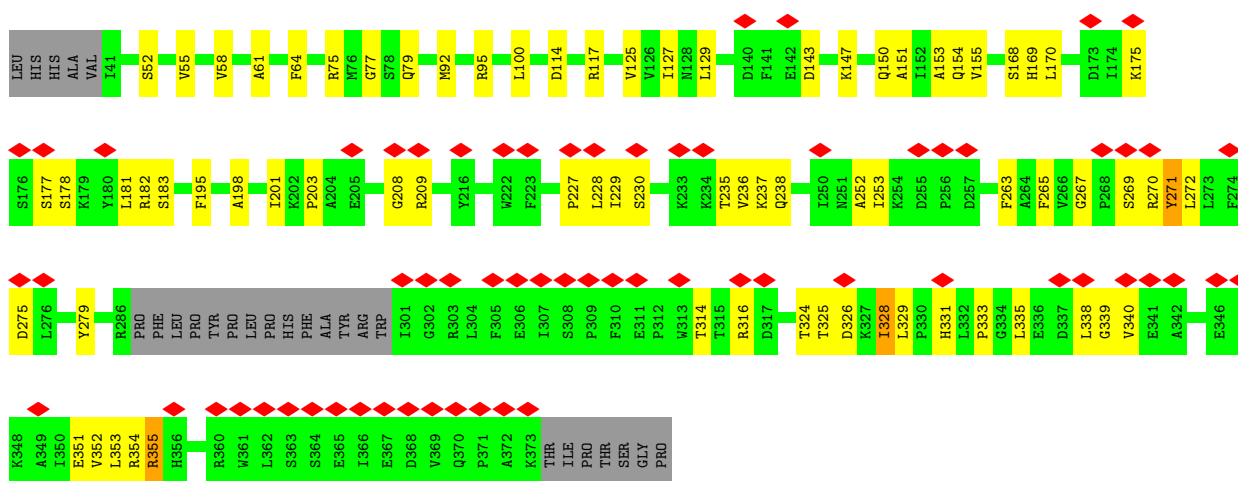 LEU HIS HIS ALA VAL I41 S52 V55 V58 A61 F64 R75 M76 G77 S78 Q79 M92 R95 L100 D114 R117 V125 V126 I127 N128 L129 D140 F141 E142 D143 K147 Q150 A151 I152 A153 Q154 V155 S168 H169 L170 D173 I174 K175
S176 S177 S178 K179 Y180 L181 R182 S183 F195 A198 I201 K202 P203 A204 E205 G208 R209 Y216 W222 F223 P227 L228 I229 S230 K233 K234 T235 V236 K237 Q238 I250 N251 A252 I253 K254 D255 P256 D257 F263 A264 F265 V266 G267 P268 S269 R270 Y271 L272 L273 F274
D275 L276 Y279 R286 PRO PHE LEU PRO TYR PRO LEU PRO HIS PHE ALA TYR ARG TRP I301 G302 R303 L304 F305 E306 I307 S308 P309 F310 E311 P312 W313 T314 T315 R316 D317 T324 T325 D326 K327 I328 L329 P330 H331 L332 P333 G334 L335 E336 D337 L338 G339 V340 E341 A342 E346
K348 A349 I350 E351 V352 L353 R354 R355 H356 R360 W361 L362 S363 S364 E365 I366 E367 D368 V369 Q370 P371 A372 K373 THR ILE PRO THR SER GLY PRO